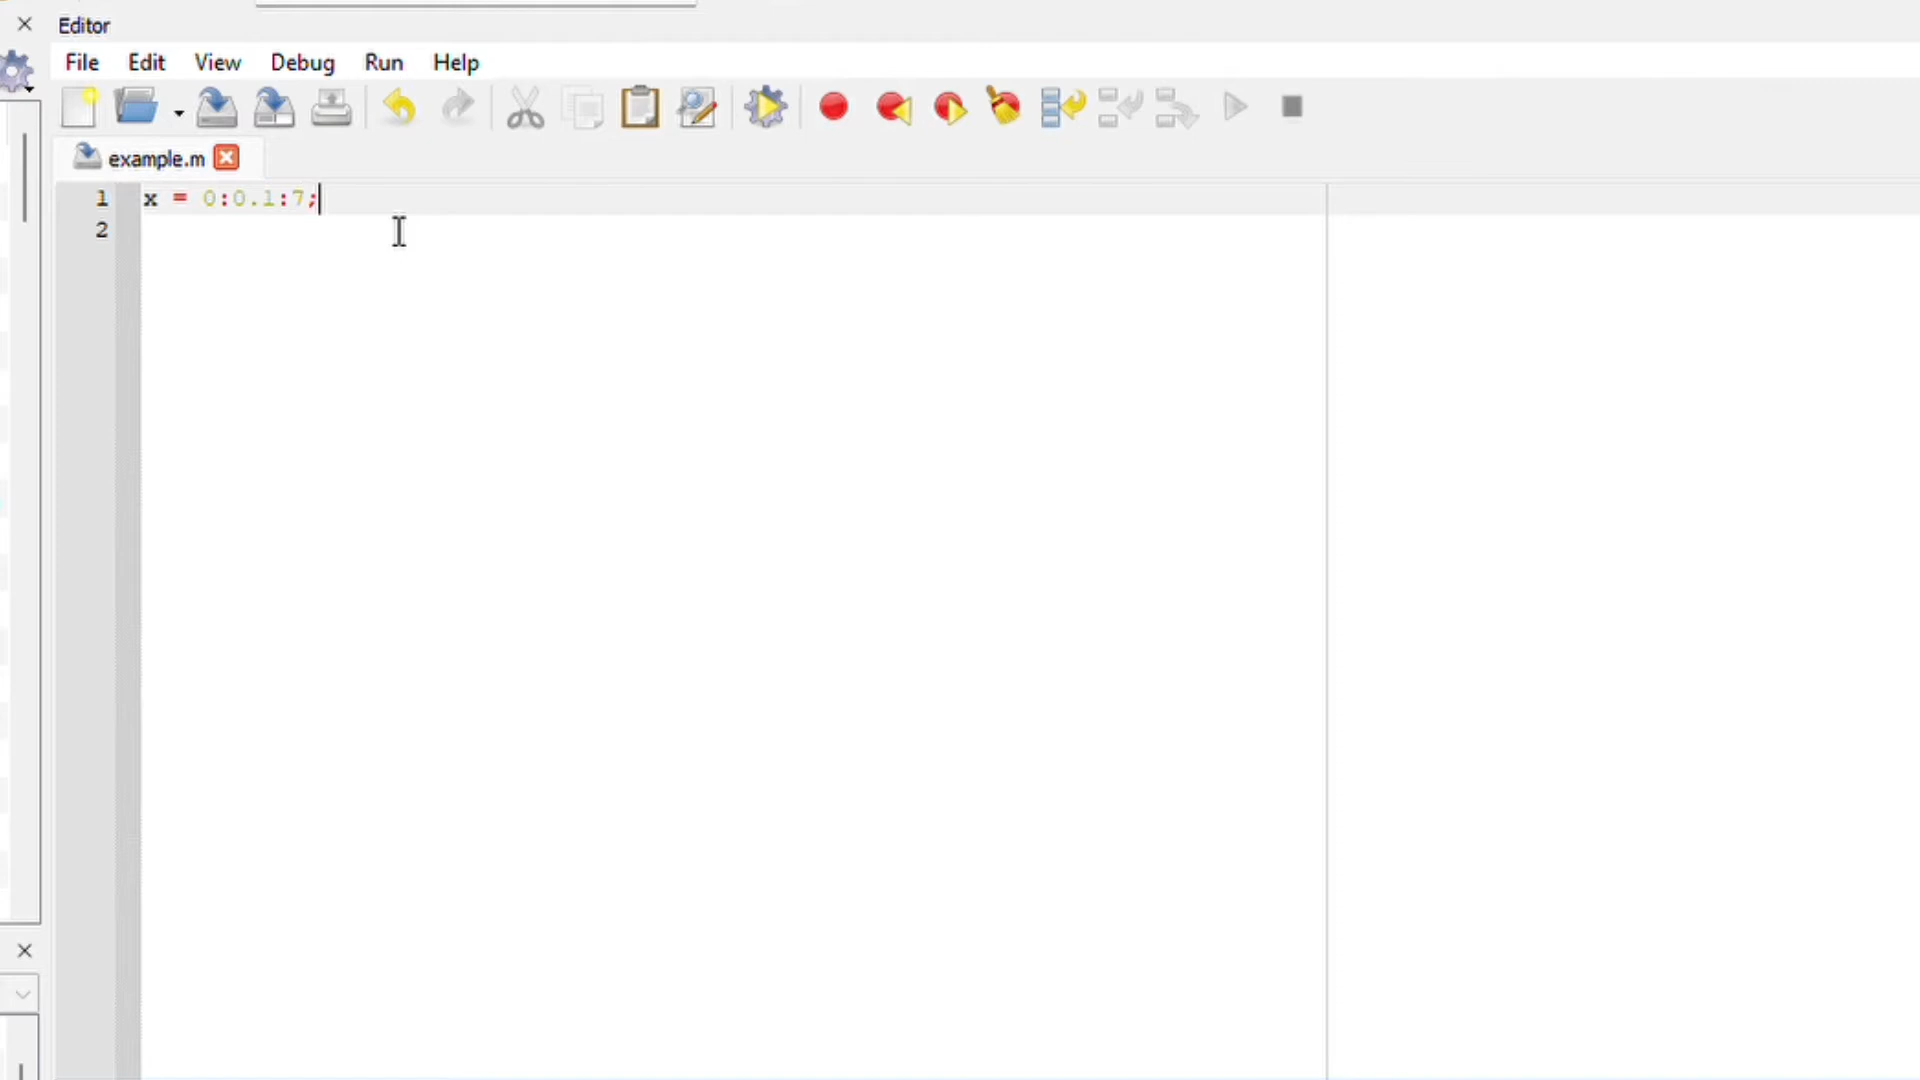 Editor
File Edit View Debug Run Help
example.m
1 x = 0:0.1:7;
2